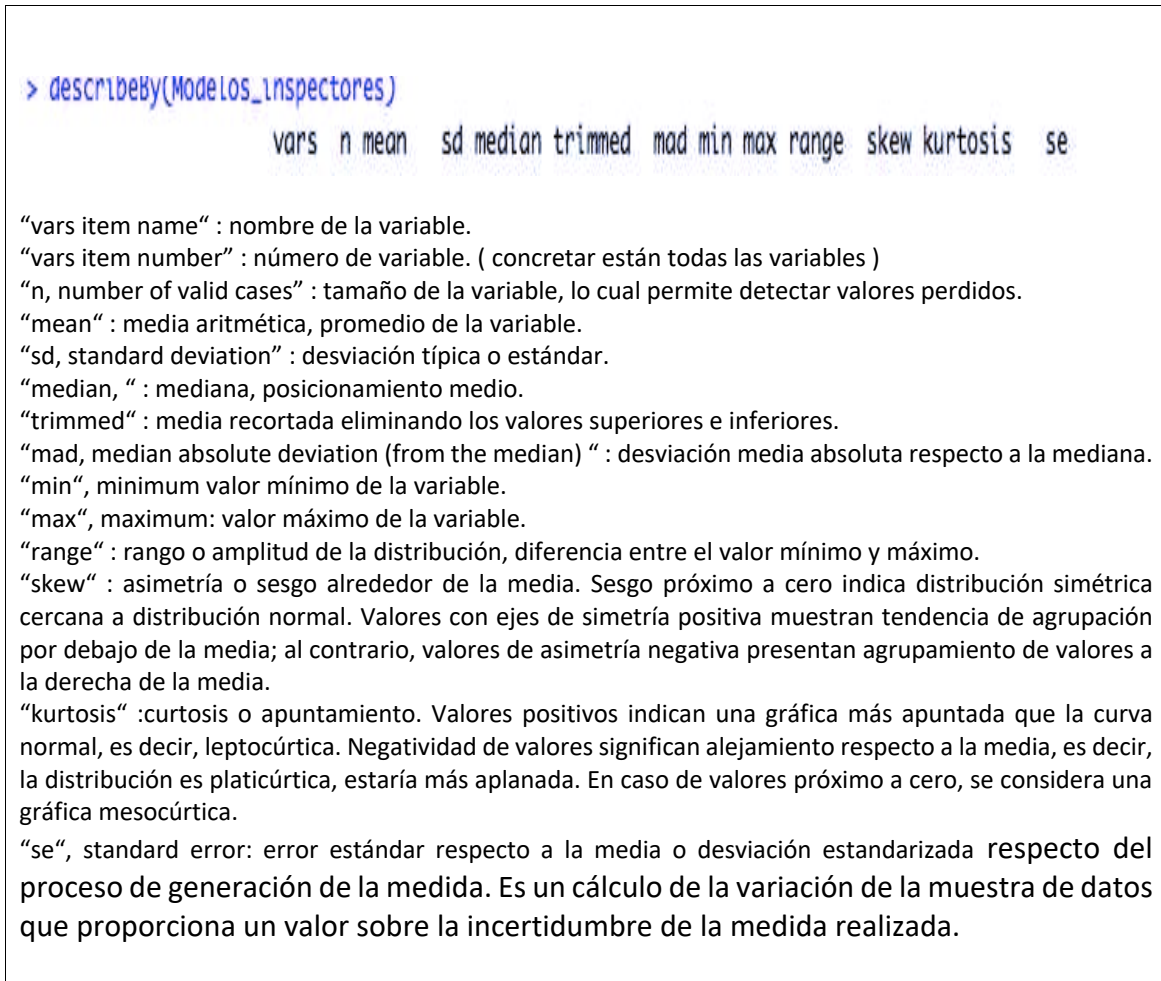 > describeBy(Modelos_inspectores)
vars n mean sd median trimmed mad min max range skew kurtosis se
“vars item name“ : nombre de la variable.
“vars item number” : número de variable. ( concretar están todas las variables )
“n, number of valid cases” : tamaño de la variable, lo cual permite detectar valores perdidos.
“mean“ : media aritmética, promedio de la variable.
“sd, standard deviation” : desviación típica o estándar.
“median, “ : mediana, posicionamiento medio.
“trimmed“ : media recortada eliminando los valores superiores e inferiores.
“mad, median absolute deviation (from the median) “ : desviación media absoluta respecto a la mediana.
“min“, minimum valor mínimo de la variable.
“max“, maximum: valor máximo de la variable.
“range“ : rango o amplitud de la distribución, diferencia entre el valor mínimo y máximo.
“skew“ : asimetría o sesgo alrededor de la media. Sesgo próximo a cero indica distribución simétrica
cercana a distribución normal. Valores con ejes de simetría positiva muestran tendencia de agrupación
por debajo de la media; al contrario, valores de asimetría negativa presentan agrupamiento de valores a
la derecha de la media.
“kurtosis“ :curtosis o apuntamiento. Valores positivos indican una gráfica más apuntada que la curva
normal, es decir, leptocúrtica. Negatividad de valores significan alejamiento respecto a la media, es decir,
la distribución es platicúrtica, estaría más aplanada. En caso de valores próximo a cero, se considera una
gráfica mesocúrtica.
“se“, standard error: error estándar respecto a la media o desviación estandarizada respecto del
proceso de generación de la medida. Es un cálculo de la variación de la muestra de datos
que proporciona un valor sobre la incertidumbre de la medida realizada.